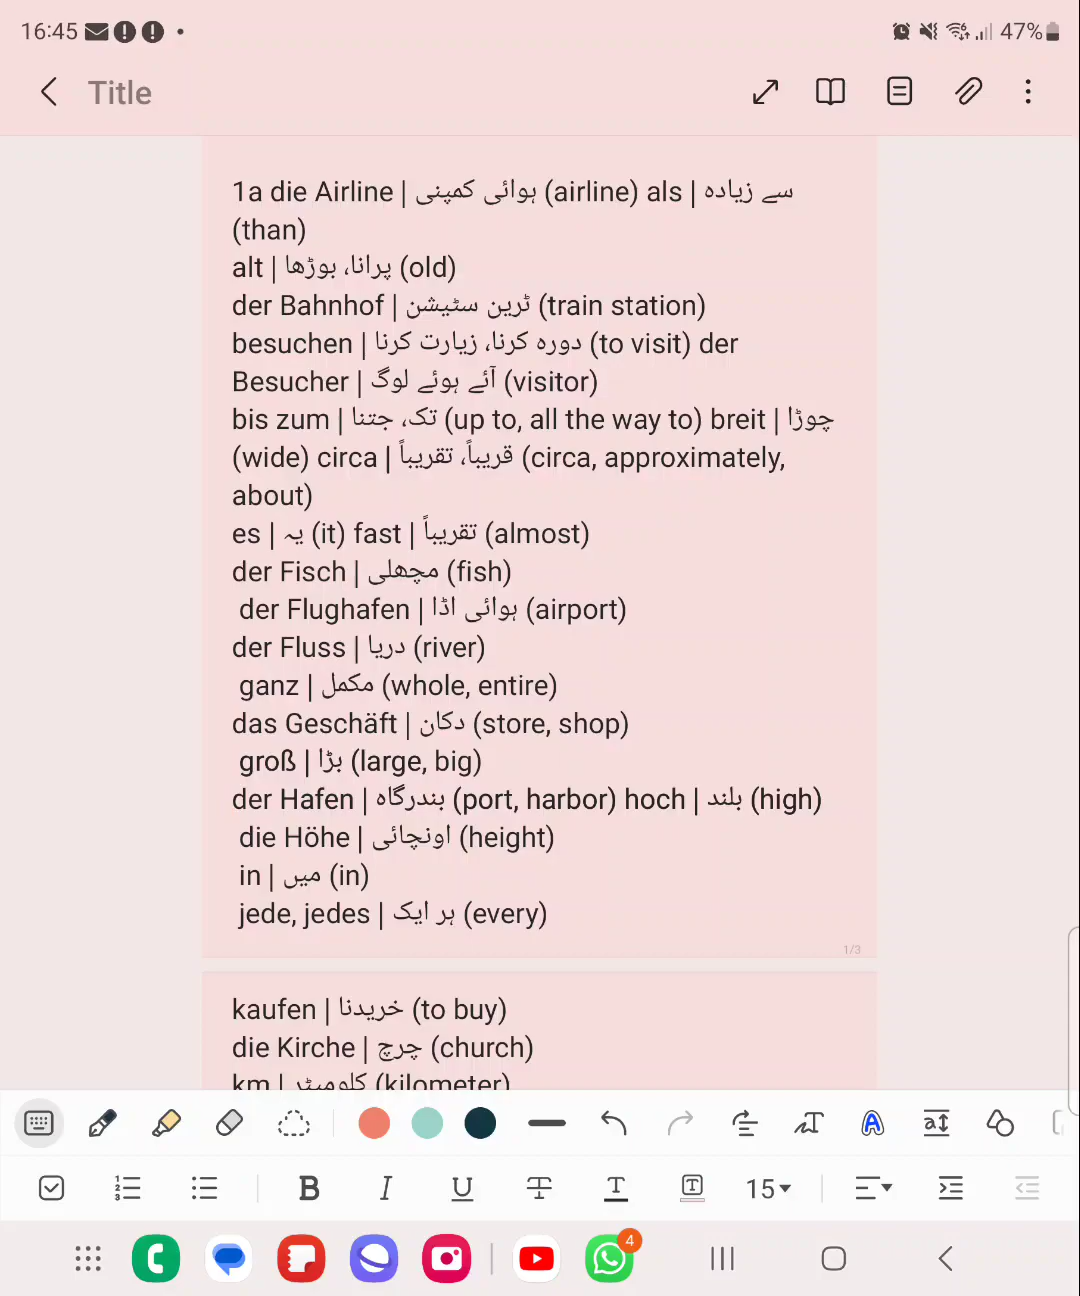 16:45 47%
Title
1a die Airline | ہوائی کمپنی (airline) als | سے زیادہ
(than)
alt | پرانا، بوڑھا (old)
der Bahnhof | ٹرین سٹیشن (train station)
besuchen | دورہ کرنا، زیارت کرنا (to visit) der
Besucher | آئے ہوئے لوگ (visitor)
bis zum | تک، جتنا (up to, all the way to) breit | چوڑا
(wide) circa | قریباً، تقریباً (circa, approximately,
about)
es | یہ (it) fast | تقریباً (almost)
der Fisch | مچھلی (fish)
der Flughafen | ہوائی اڈا (airport)
der Fluss | دریا (river)
ganz | مکمل (whole, entire)
das Geschäft | دکان (store, shop)
groß | بڑا (large, big)
der Hafen | بندرگاہ (port, harbor) hoch | بلند (high)
die Höhe | اونچائی (height)
in | میں (in)
jede, jedes | ہر ایک (every)
1/3
kaufen | خریدنا (to buy)
die Kirche | چرچ (church)
km | کلومیٹر (kilometer)
15
4